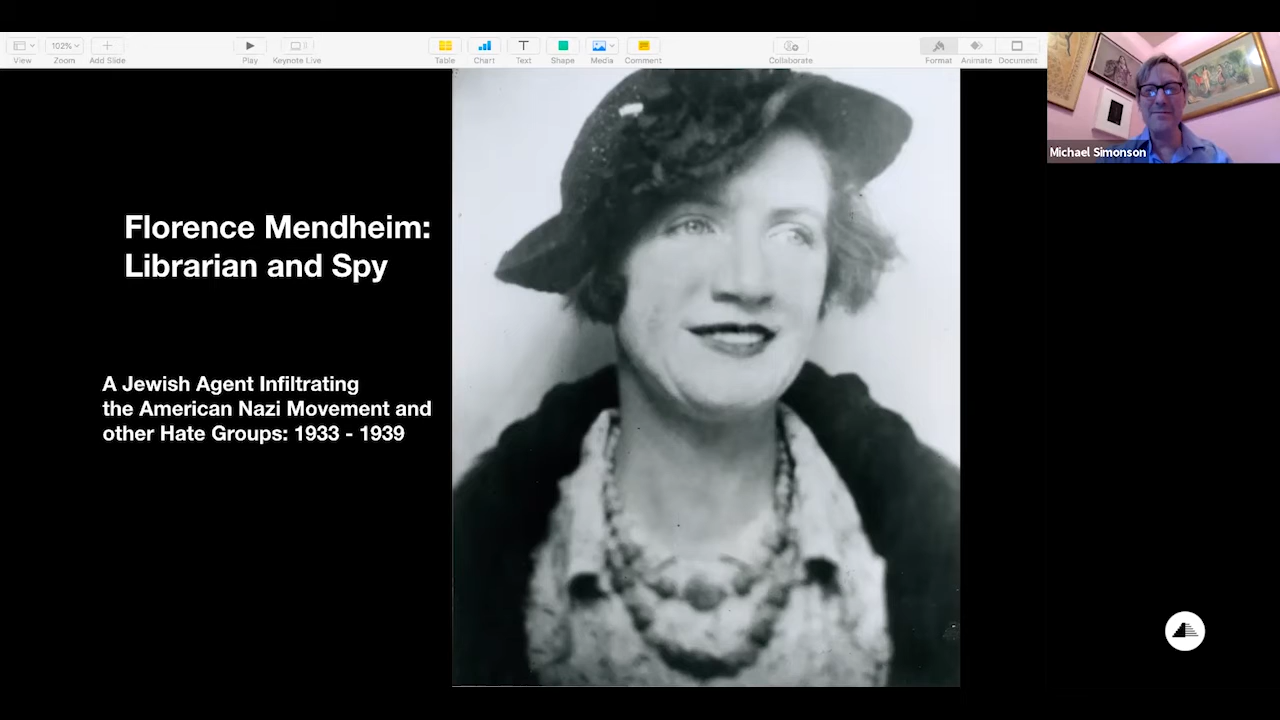 102%
View
Zoom
Add Slide
Play
Keynote Live
Table
Chart
Text
Shape
Media
Comment
Collaborate
Format
Animate
Document
Michael Simonson
Florence Mendheim:
Librarian and Spy
A Jewish Agent Infiltrating
the American Nazi Movement and
other Hate Groups: 1933 - 1939